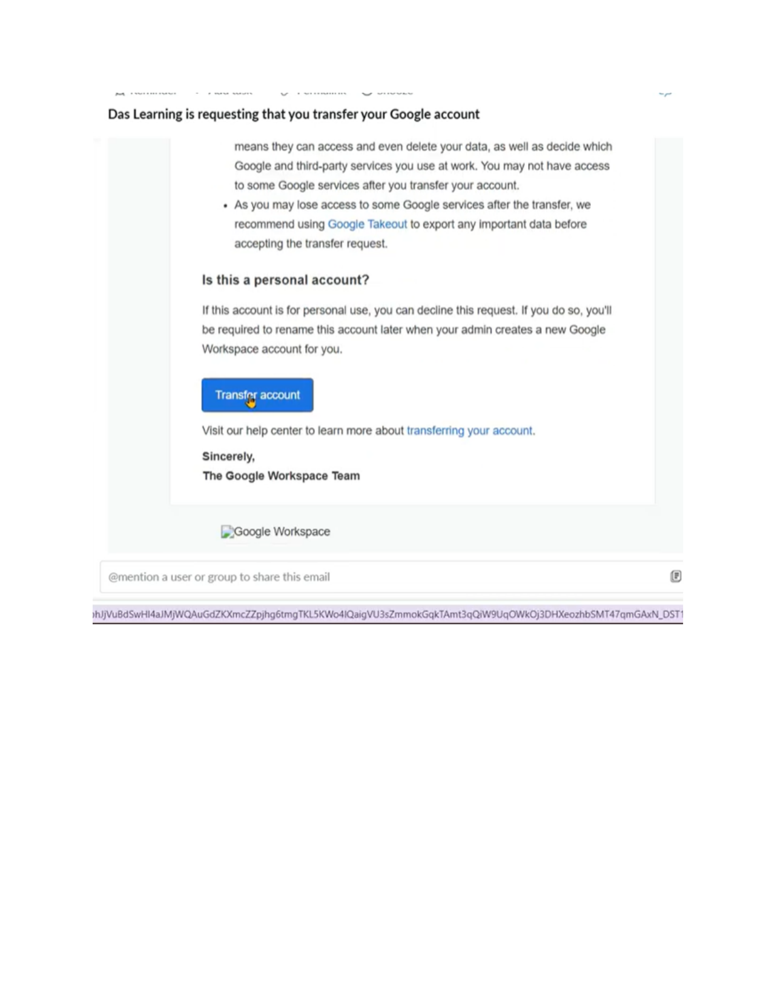 Reminder Add task Permalink Snooze
Das Learning is requesting that you transfer your Google account
means they can access and even delete your data, as well as decide which
Google and third-party services you use at work. You may not have access
to some Google services after you transfer your account.
• As you may lose access to some Google services after the transfer, we
recommend using Google Takeout to export any important data before
accepting the transfer request.
Is this a personal account?
If this account is for personal use, you can decline this request. If you do so, you'll
be required to rename this account later when your admin creates a new Google
Workspace account for you.
Transfer account
Visit our help center to learn more about transferring your account.
Sincerely,
The Google Workspace Team
Google Workspace
@mention a user or group to share this email